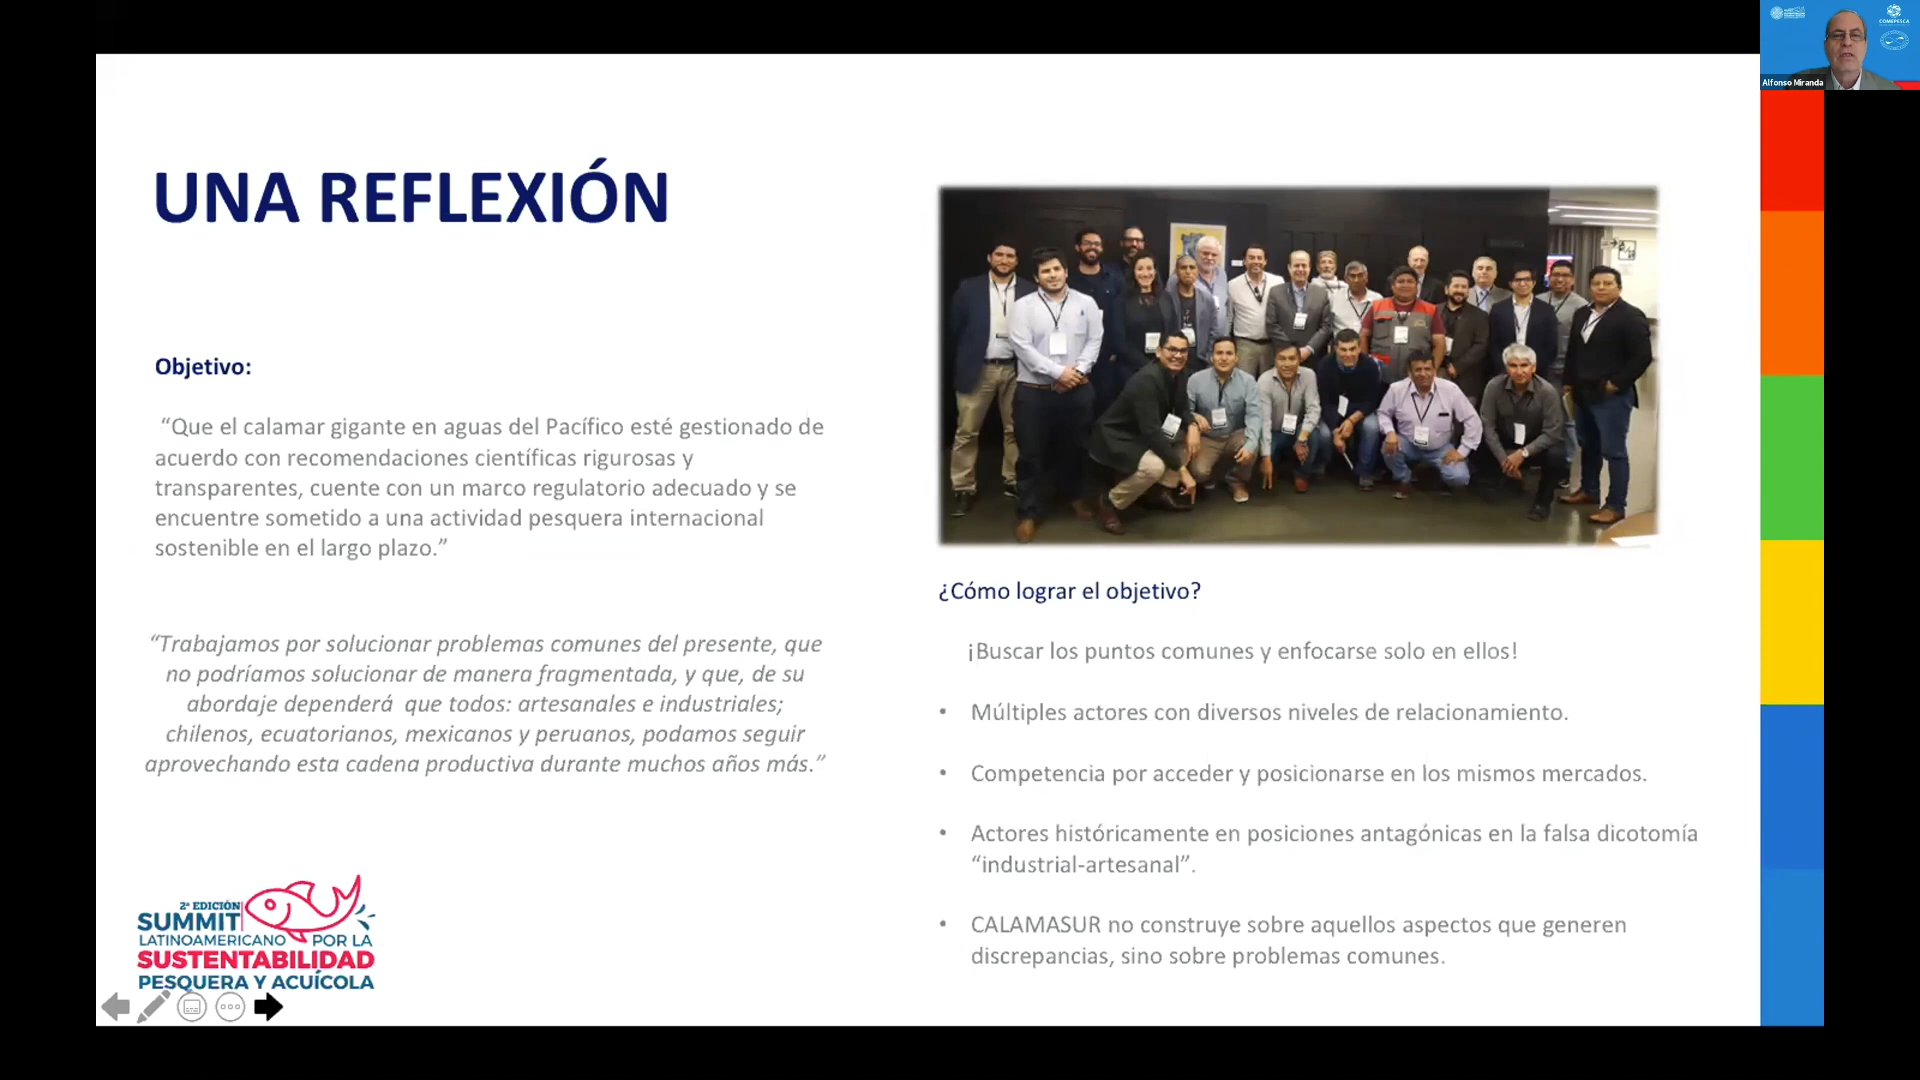 UNA REFLEXIÓN
Objetivo:
“Que el calamar gigante en aguas del Pacífico esté gestionado de
acuerdo con recomendaciones científicas rigurosas y
transparentes, cuente con un marco regulatorio adecuado y se
encuentre sometido a una actividad pesquera internacional
sostenible en el largo plazo.”
“Trabajamos por solucionar problemas comunes del presente, que
no podríamos solucionar de manera fragmentada, y que, de su
abordaje dependerá que todos: artesanales e industriales;
chilenos, ecuatorianos, mexicanos y peruanos, podamos seguir
aprovechando esta cadena productiva durante muchos años más.”
2ª EDICIÓN
SUMMIT
LATINOAMERICANO POR LA
SUSTENTABILIDAD
PESQUERA Y ACUÍCOLA
¿Cómo lograr el objetivo?
¡Buscar los puntos comunes y enfocarse solo en ellos!
• Múltiples actores con diversos niveles de relacionamiento.
• Competencia por acceder y posicionarse en los mismos mercados.
• Actores históricamente en posiciones antagónicas en la falsa dicotomía
“industrial-artesanal”.
• CALAMASUR no construye sobre aquellos aspectos que generen
discrepancias, sino sobre problemas comunes.
COMEPESCA
Alfonso Miranda